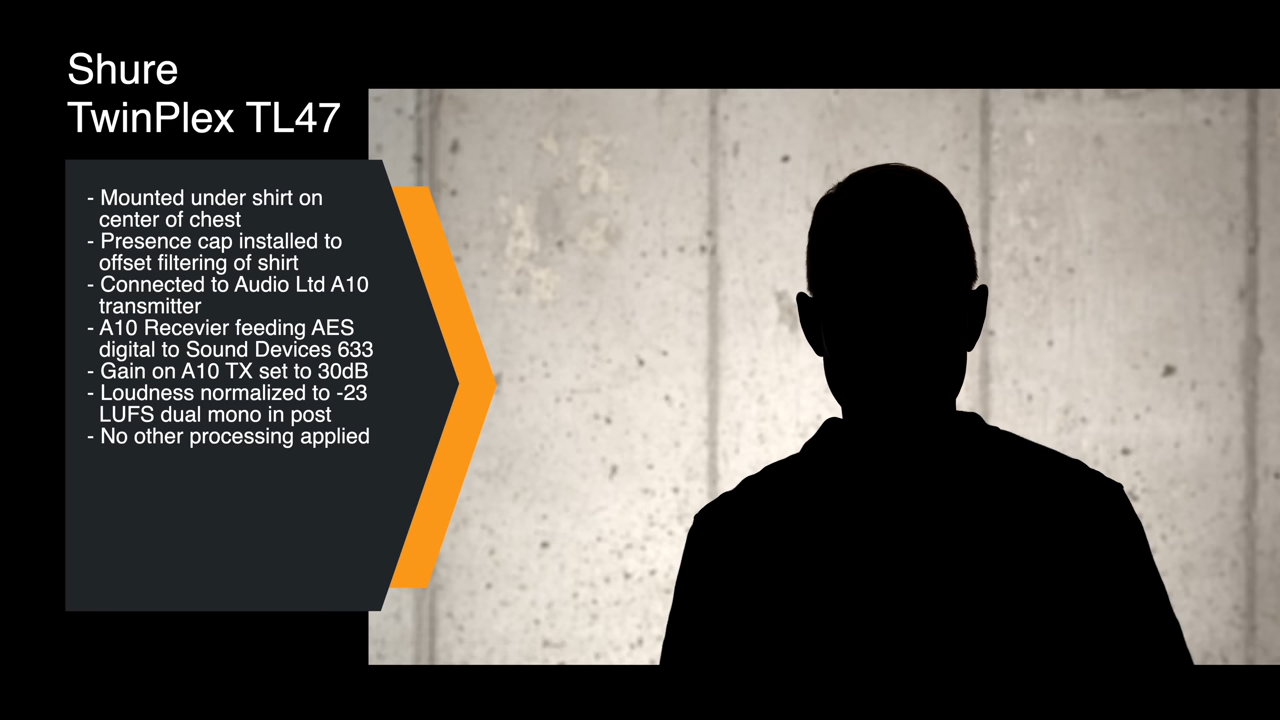 Shure
TwinPlex TL47
- Mounted under shirt on
center of chest
- Presence cap installed to
offset filtering of shirt
- Connected to Audio Ltd A10
transmitter
- A10 Recevier feeding AES
digital to Sound Devices 633
- Gain on A10 TX set to 30dB
- Loudness normalized to -23
LUFS dual mono in post
- No other processing applied